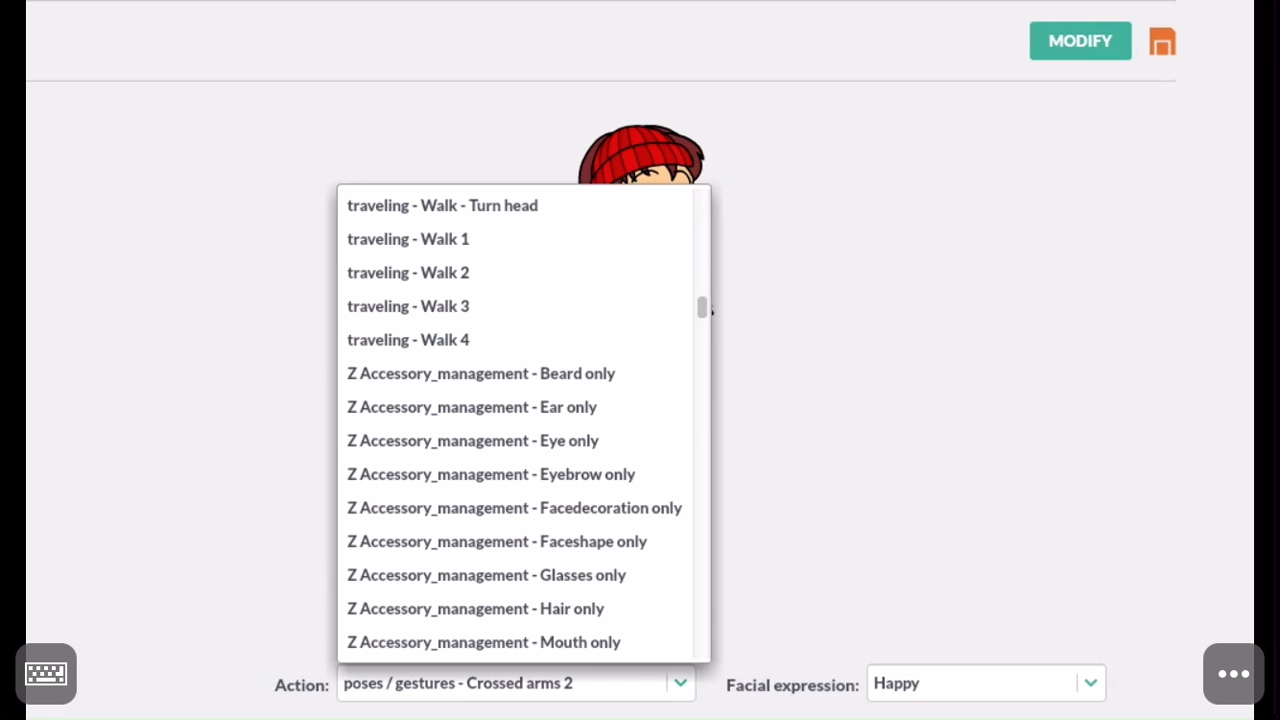 MODIFY
traveling - Walk - Turn head
traveling - Walk 1
traveling - Walk 2
traveling - Walk 3
traveling - Walk 4
Z Accessory_management - Beard only
Z Accessory_management - Ear only
Z Accessory_management - Eye only
Z Accessory_management - Eyebrow only
Z Accessory_management - Facedecoration only
Z Accessory_management - Faceshape only
Z Accessory_management - Glasses only
Z Accessory_management - Hair only
Z Accessory_management - Mouth only
Action: poses / gestures - Crossed arms 2 Facial expression: Happy